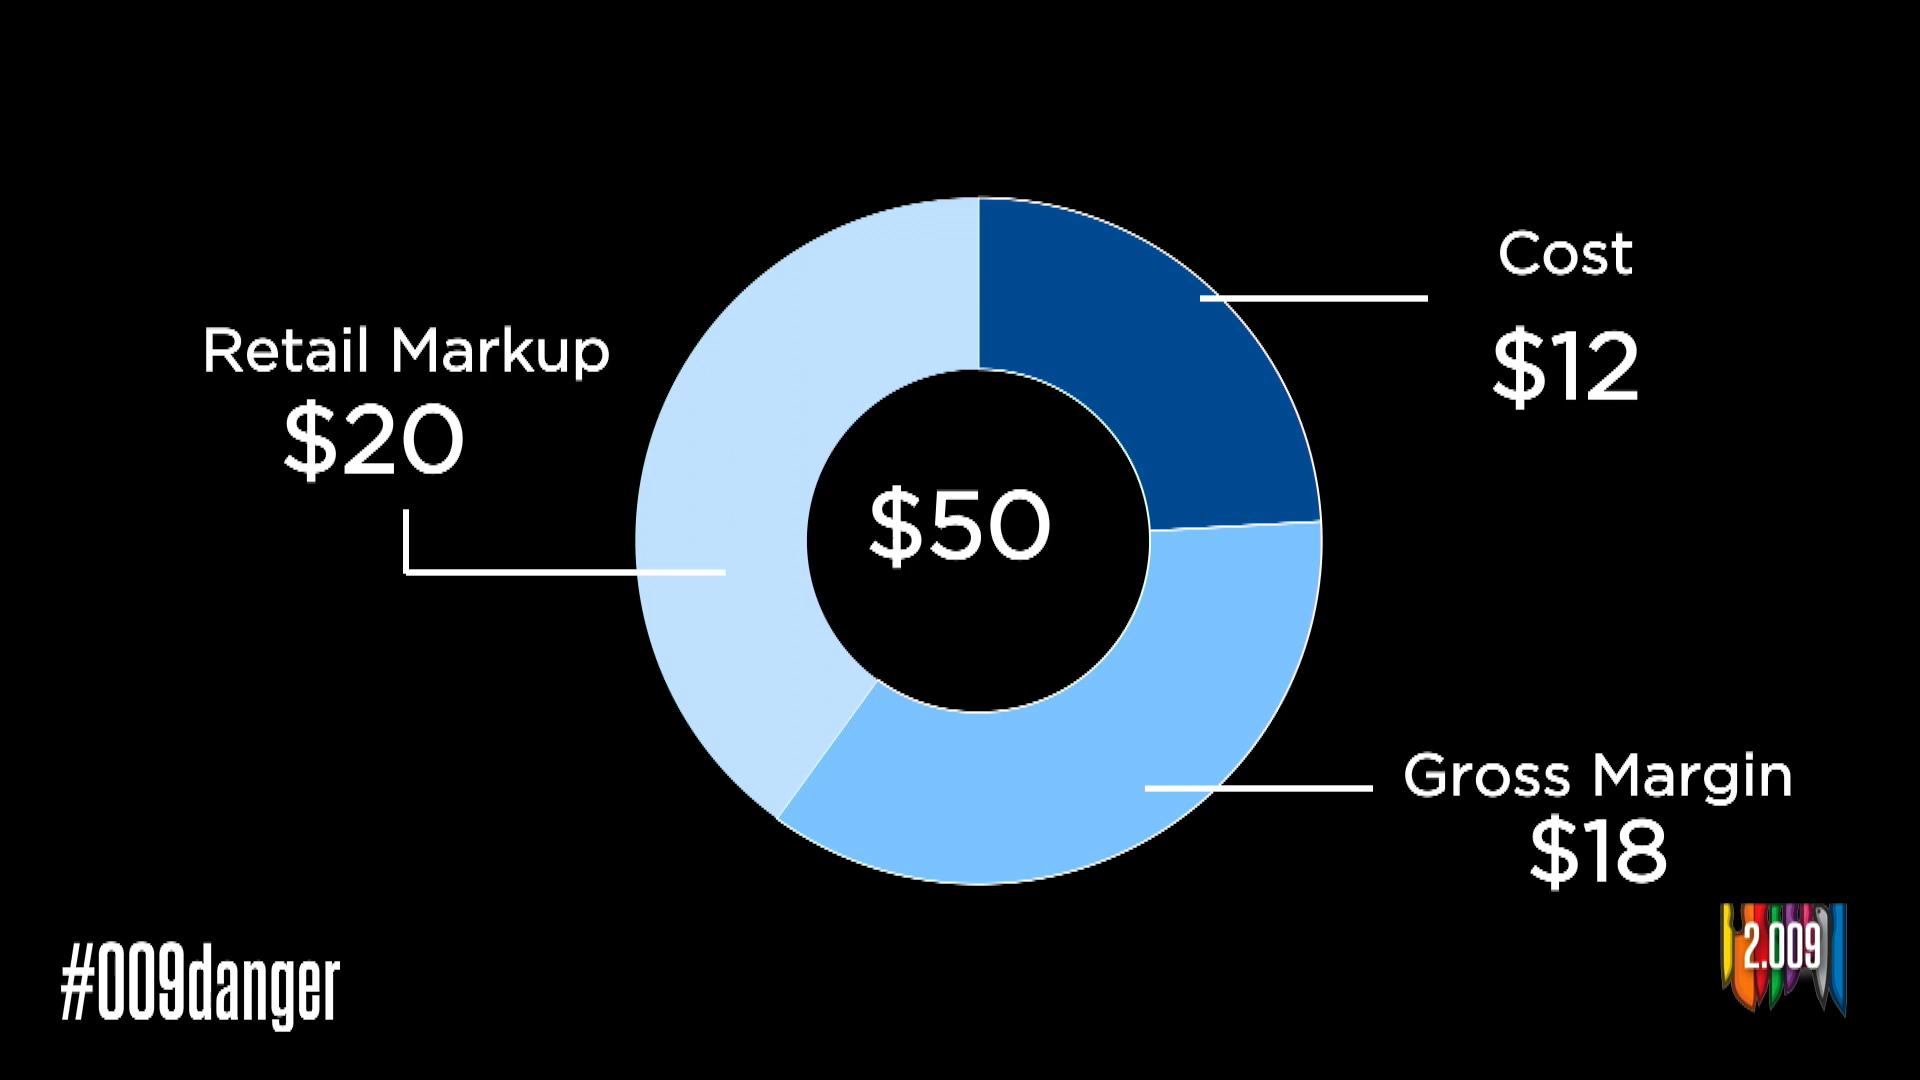 Cost
$12
Retail Markup
$20
$50
Gross Margin
$18
2.009
#009danger